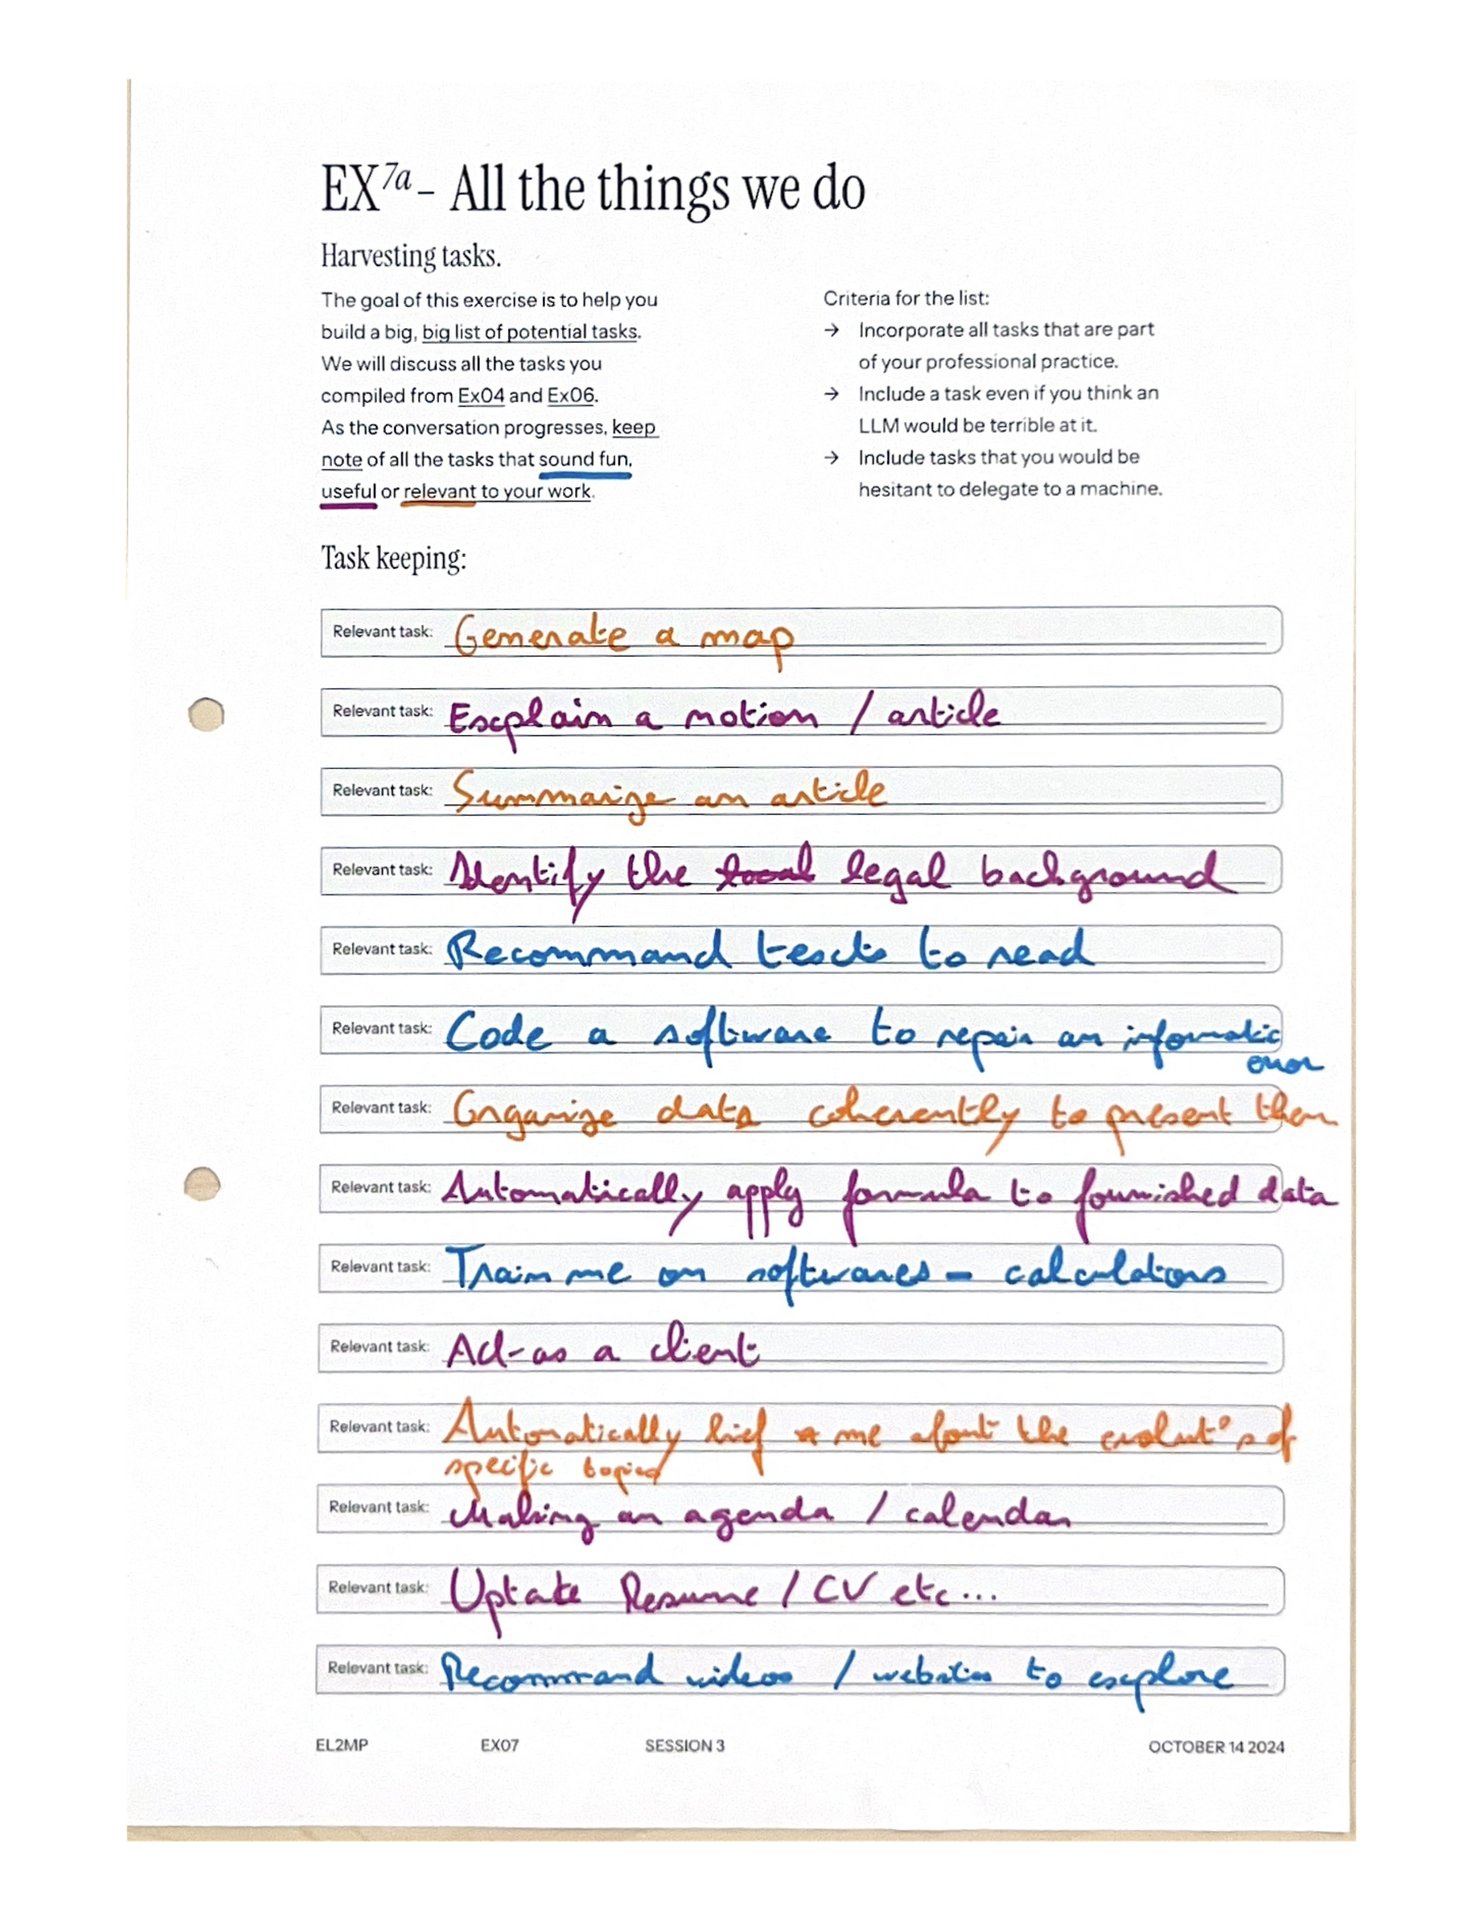 EX7a – All the things we do
Harvesting tasks.
The goal of this exercise is to help you
build a big, big list of potential tasks.
We will discuss all the tasks you
compiled from Ex04 and Ex06.
As the conversation progresses, keep
note of all the tasks that sound fun,
useful or relevant to your work.
Criteria for the list:
→ Incorporate all tasks that are part
of your professional practice.
→ Include a task even if you think an
LLM would be terrible at it.
→ Include tasks that you would be
hesitant to delegate to a machine.
Task keeping:
Relevant task: Generate a map
Relevant task: Explain a notion / article
Relevant task: Summarize an article
Relevant task: Identify the legal background
Relevant task: Recommand texts to read
Relevant task: Code a software to repair an informatic
error
Relevant task: Organize data coherently to present them
Relevant task: Automatically apply formula to fournished data
Relevant task: Train me on softwares – calculators
Relevant task: Act as a client
Relevant task: Automatically brief me about the evolut° of
specific topics
Relevant task: Making an agenda / calendar
Relevant task: Uptate Resume / CV etc...
Relevant task: Recommand videos / websites to explore
EL2MP EX07 SESSION 3 OCTOBER 14 2024